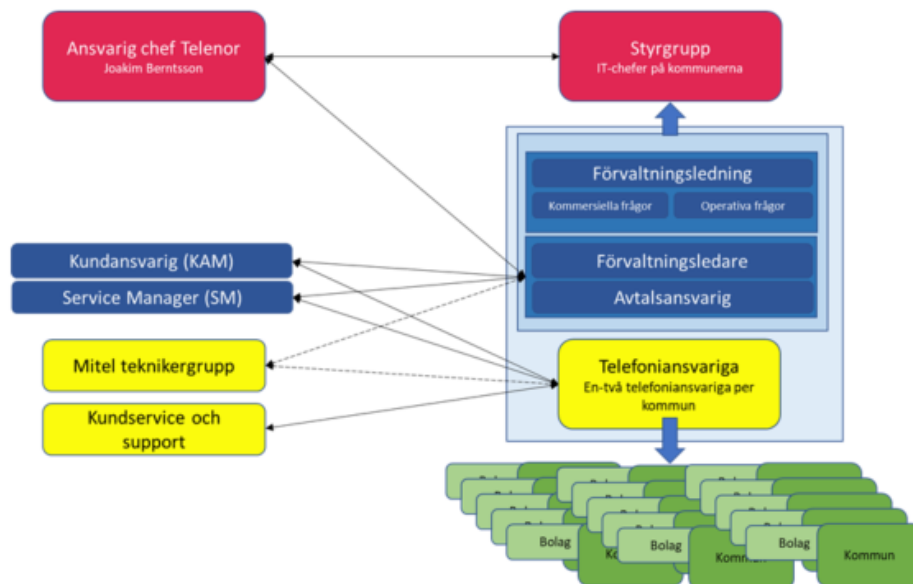 Ansvarig chef Telenor
Joakim Berntsson
Styrgrupp
IT-chefer på kommunerna
Förvaltningsledning
Kommersiella frågor
Operativa frågor
Kundansvarig (KAM)
Service Manager (SM)
Förvaltningsledare
Avtalsansvarig
Mitel teknikergrupp
Kundservice och
support
Telefoniansvariga
En-två telefoniansvariga per
kommun
Bolag
Bolag
Bolag
Kommun